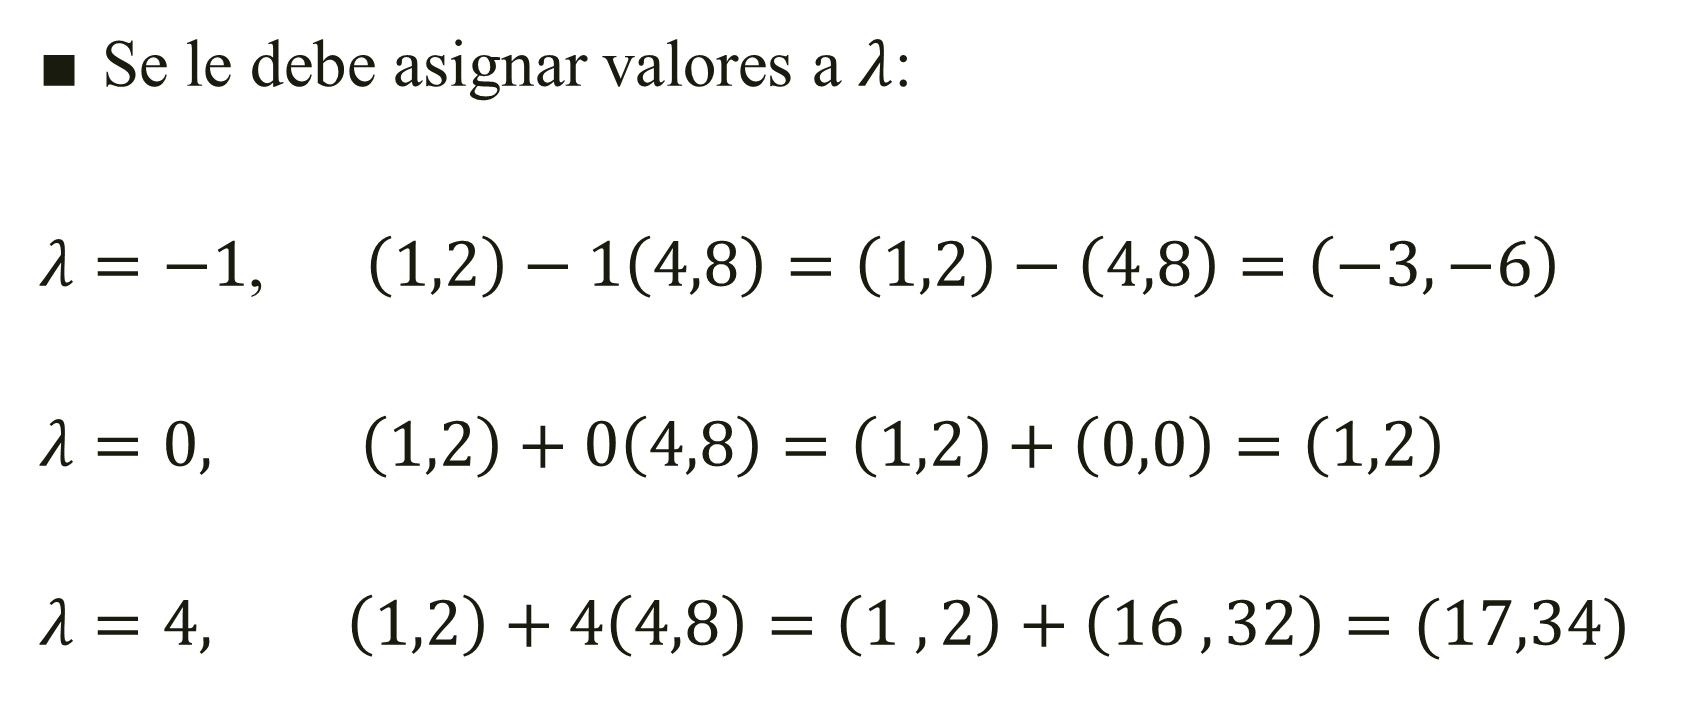 ▪ Se le debe asignar valores a λ:
λ = −1, (1,2) − 1(4,8) = (1,2) − (4,8) = (−3, −6)
λ = 0, (1,2) + 0(4,8) = (1,2) + (0,0) = (1,2)
λ = 4, (1,2) + 4(4,8) = (1 , 2) + (16 , 32) = (17,34)